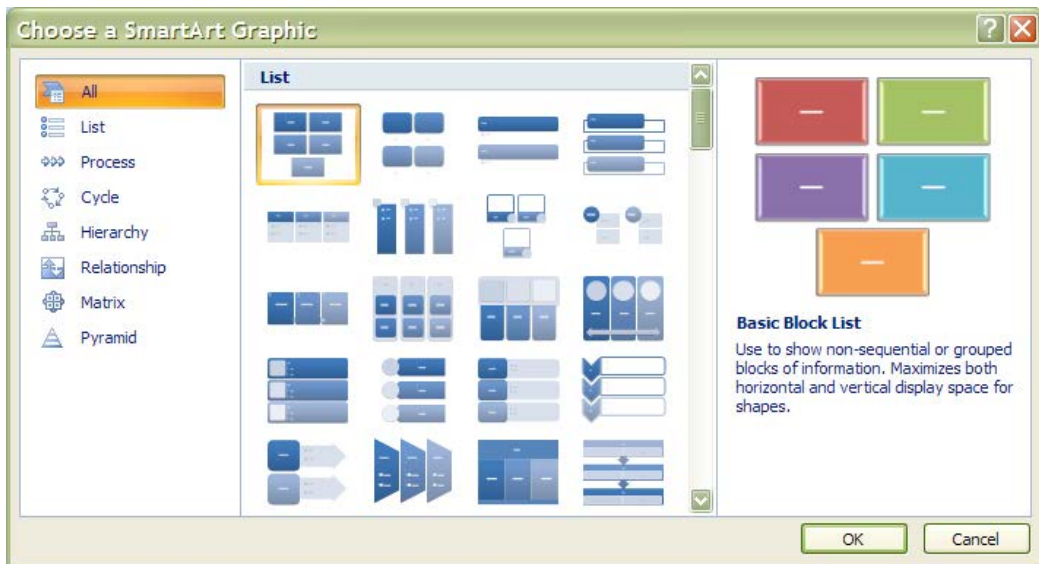 Choose a SmartArt Graphic
All
List
Process
Cycle
Hierarchy
Relationship
Matrix
Pyramid
List
Basic Block List
Use to show non-sequential or grouped
blocks of information. Maximizes both
horizontal and vertical display space for
shapes.
OK
Cancel